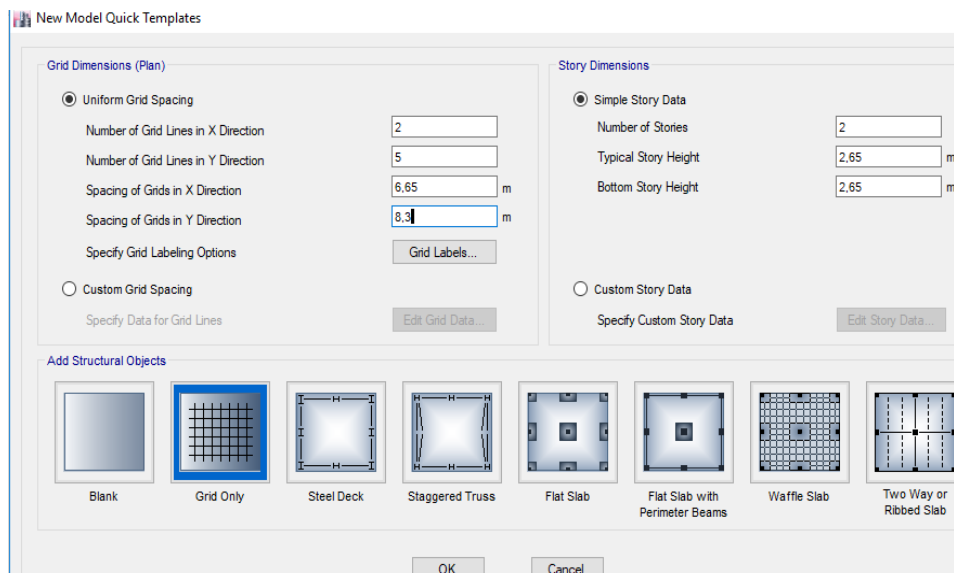 New Model Quick Templates
Grid Dimensions (Plan)
Uniform Grid Spacing
Number of Grid Lines in X Direction 2
Number of Grid Lines in Y Direction 5
Spacing of Grids in X Direction 6,65 m
Spacing of Grids in Y Direction 8,3 m
Specify Grid Labeling Options Grid Labels...
Custom Grid Spacing
Specify Data for Grid Lines Edit Grid Data...
Story Dimensions
Simple Story Data
Number of Stories 2
Typical Story Height 2,65 m
Bottom Story Height 2,65 m
Custom Story Data
Specify Custom Story Data Edit Story Data...
Add Structural Objects
Blank
Grid Only
Steel Deck
Staggered Truss
Flat Slab
Flat Slab with
Perimeter Beams
Waffle Slab
Two Way or
Ribbed Slab
OK
Cancel